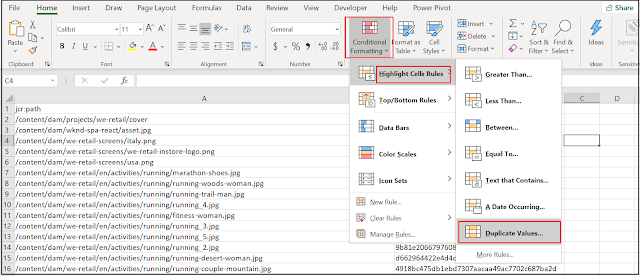 File Home Insert Draw Page Layout Formulas Data Review View Developer Help Power Pivot Share
Paste Calibri 11 General Conditional Formatting Format as Table Cell Styles Insert Delete Format Sort & Filter Find & Select Ideas Sensitivity
Clipboard Font Alignment Ideas
C4
Highlight Cells Rules
Top/Bottom Rules
Data Bars
Color Scales
Icon Sets
New Rule...
Clear Rules
Manage Rules...
Greater Than...
Less Than...
Between...
Equal To...
Text that Contains...
A Date Occurring...
Duplicate Values...
More Rules...
A C D
1 jcr:path
2 /content/dam/projects/we-retail/cover
3 /content/dam/wknd-spa-react/asset.jpg
4 /content/dam/we-retail-screens/italy.png
5 /content/dam/we-retail-screens/we-retail-instore-logo.png
6 /content/dam/we-retail-screens/usa.png
7 /content/dam/we-retail/en/activities/running/marathon-shoes.jpg
8 /content/dam/we-retail/en/activities/running/running-woods-woman.jpg
9 /content/dam/we-retail/en/activities/running/running-trail-man.jpg
10 /content/dam/we-retail/en/activities/running/running_4.jpg
11 /content/dam/we-retail/en/activities/running/fitness-woman.jpg
12 /content/dam/we-retail/en/activities/running/running_3.jpg
13 /content/dam/we-retail/en/activities/running/running_5.jpg
14 /content/dam/we-retail/en/activities/running/running_2.jpg 9b81e2066797608
15 /content/dam/we-retail/en/activities/running/running-desert-woman.jpg d662964422e4d4c
16 /content/dam/we-retail/en/activities/running/running-couple-mountain.jpg 4918bc475db1ebd7307aacaa49ac7702c687ba2d